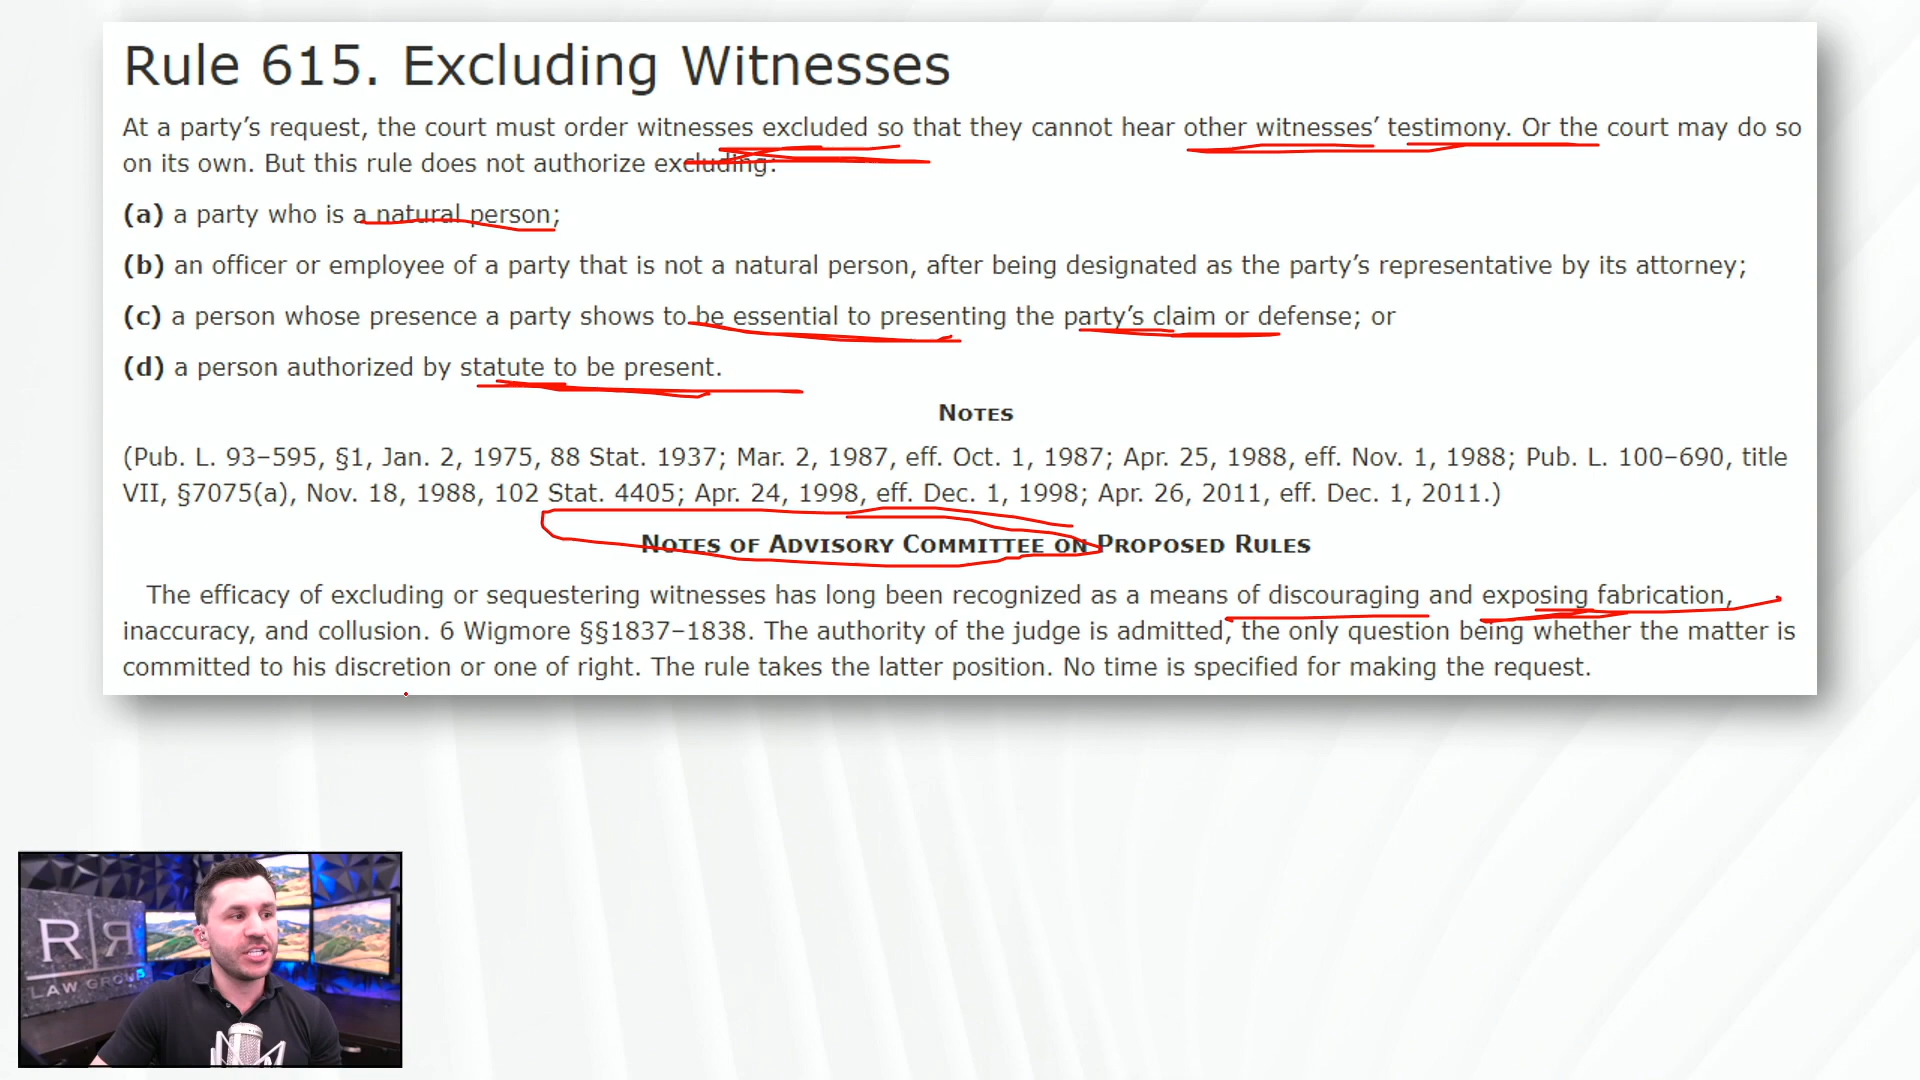 Rule 615. Excluding Witnesses
At a party’s request, the court must order witnesses excluded so that they cannot hear other witnesses’ testimony. Or the court may do so
on its own. But this rule does not authorize excluding:
(a) a party who is a natural person;
(b) an officer or employee of a party that is not a natural person, after being designated as the party’s representative by its attorney;
(c) a person whose presence a party shows to be essential to presenting the party’s claim or defense; or
(d) a person authorized by statute to be present.
NOTES
(Pub. L. 93–595, §1, Jan. 2, 1975, 88 Stat. 1937; Mar. 2, 1987, eff. Oct. 1, 1987; Apr. 25, 1988, eff. Nov. 1, 1988; Pub. L. 100–690, title
VII, §7075(a), Nov. 18, 1988, 102 Stat. 4405; Apr. 24, 1998, eff. Dec. 1, 1998; Apr. 26, 2011, eff. Dec. 1, 2011.)
NOTES OF ADVISORY COMMITTEE ON PROPOSED RULES
The efficacy of excluding or sequestering witnesses has long been recognized as a means of discouraging and exposing fabrication,
inaccuracy, and collusion. 6 Wigmore §§1837–1838. The authority of the judge is admitted, the only question being whether the matter is
committed to his discretion or one of right. The rule takes the latter position. No time is specified for making the request.
R|R
LAW GROUP